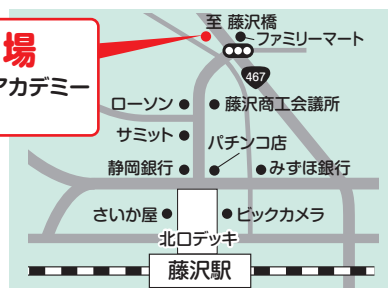 至 藤沢橋
場
ファミリーマート
アカデミー
467
ローソン
藤沢商工会議所
サミット
パチンコ店
静岡銀行
みずほ銀行
さいか屋
ビックカメラ
北口デッキ
藤沢駅